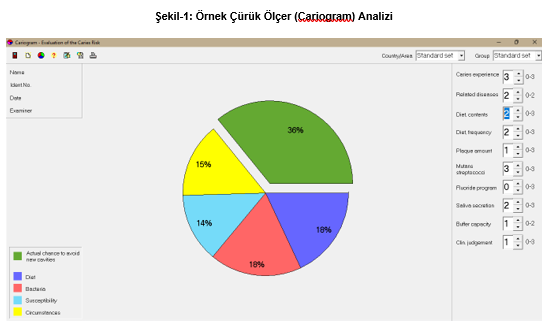 Şekil-1: Örnek Çürük Ölçer (Cariogram) Analizi
Cariogram - Evaluation of the Caries Risk
Country/Area Standard set Group Standard set
Name
Ident No.
Date
Examiner
36%
15%
14%
18%
18%
Caries experience 3 0-3
Related diseases 2 0-2
Diet, contents 2 0-3
Diet, frequency 2 0-3
Plaque amount 1 0-3
Mutans
streptococci 3 0-3
Fluoride program 0 0-3
Saliva secretion 2 0-3
Buffer capacity 1 0-2
Clin. judgement 1 0-3
Actual chance to avoid
new cavities
Diet
Bacteria
Susceptibility
Circumstances